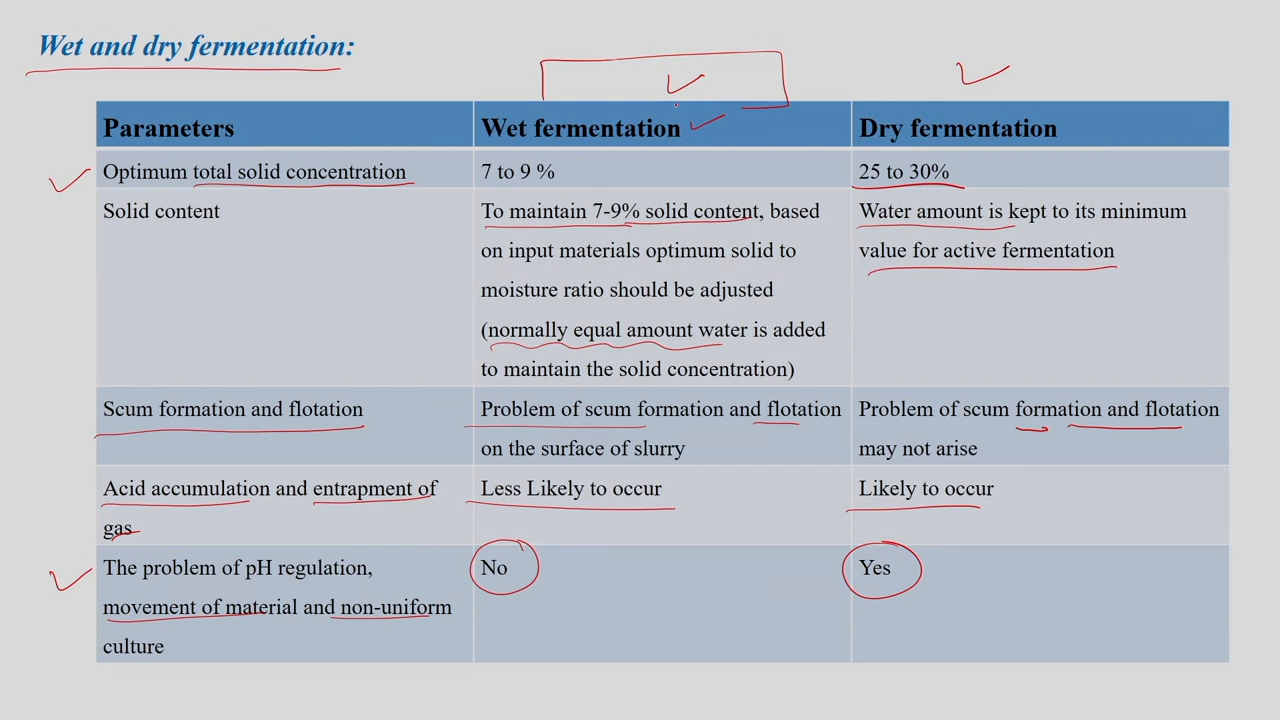 Wet and dry fermentation:
Parameters
Wet fermentation
Dry fermentation
Optimum total solid concentration
7 to 9 %
25 to 30%
Solid content
To maintain 7-9% solid content, based
on input materials optimum solid to
moisture ratio should be adjusted
(normally equal amount water is added
to maintain the solid concentration)
Water amount is kept to its minimum
value for active fermentation
Scum formation and flotation
Problem of scum formation and flotation
on the surface of slurry
Problem of scum formation and flotation
may not arise
Acid accumulation and entrapment of
gas
Less Likely to occur
Likely to occur
The problem of pH regulation,
movement of material and non-uniform
culture
No
Yes